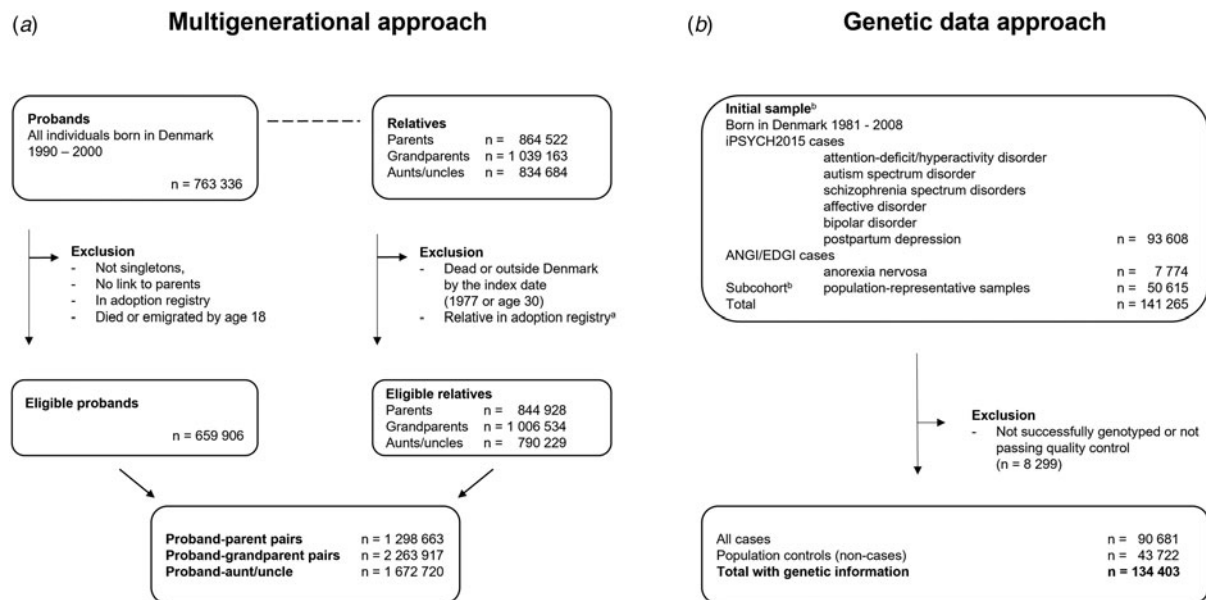 (a) Multigenerational approach
Probands
All individuals born in Denmark
1990 – 2000
n = 763 336
Relatives
Parents n = 864 522
Grandparents n = 1 039 163
Aunts/uncles n = 834 684
Exclusion
- Not singletons,
- No link to parents
- In adoption registry
- Died or emigrated by age 18
Exclusion
- Dead or outside Denmark
by the index date
(1977 or age 30)
- Relative in adoption registryᵃ
Eligible probands
n = 659 906
Eligible relatives
Parents n = 844 928
Grandparents n = 1 006 534
Aunts/uncles n = 790 229
Proband-parent pairs n = 1 298 663
Proband-grandparent pairs n = 2 263 917
Proband-aunt/uncle n = 1 672 720
(b) Genetic data approach
Initial sampleᵇ
Born in Denmark 1981 - 2008
iPSYCH2015 cases
attention-deficit/hyperactivity disorder
autism spectrum disorder
schizophrenia spectrum disorders
affective disorder
bipolar disorder
postpartum depression n = 93 608
ANGI/EDGI cases
anorexia nervosa n = 7 774
Subcohortᵇ population-representative samples n = 50 615
Total n = 141 265
Exclusion
- Not successfully genotyped or not
passing quality control
(n = 8 299)
All cases n = 90 681
Population controls (non-cases) n = 43 722
Total with genetic information n = 134 403